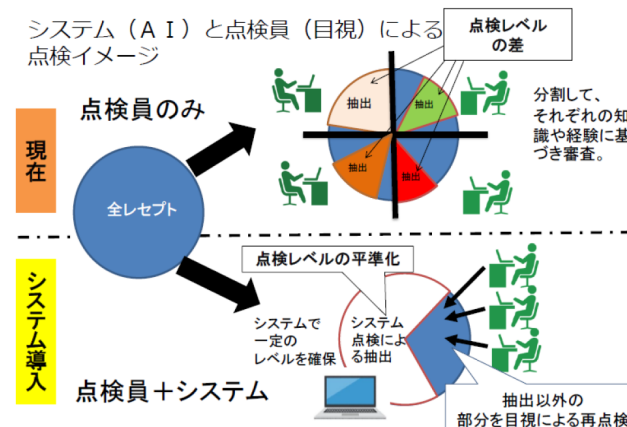 システム（ＡＩ）と点検員（目視）による
点検イメージ
点検レベル
の差
現在
点検員のみ
抽出
抽出
抽出
抽出
分割して、
それぞれの知
識や経験に基
づき審査。
全レセプト
システム導入
点検レベルの平準化
システムで
一定の
レベルを確保
システム
点検によ
る抽出
点検員＋システム
抽出以外の
部分を目視による再点検